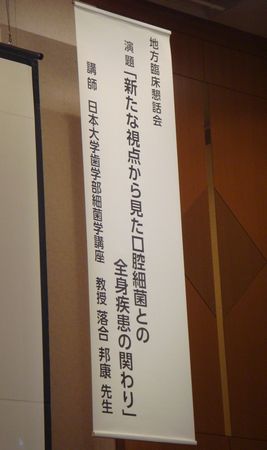 地方臨床懇話会
演題「新たな視点から見た口腔細菌との
全身疾患の関わり」
講師 日本大学歯学部細菌学講座 教授 落合 邦康 先生